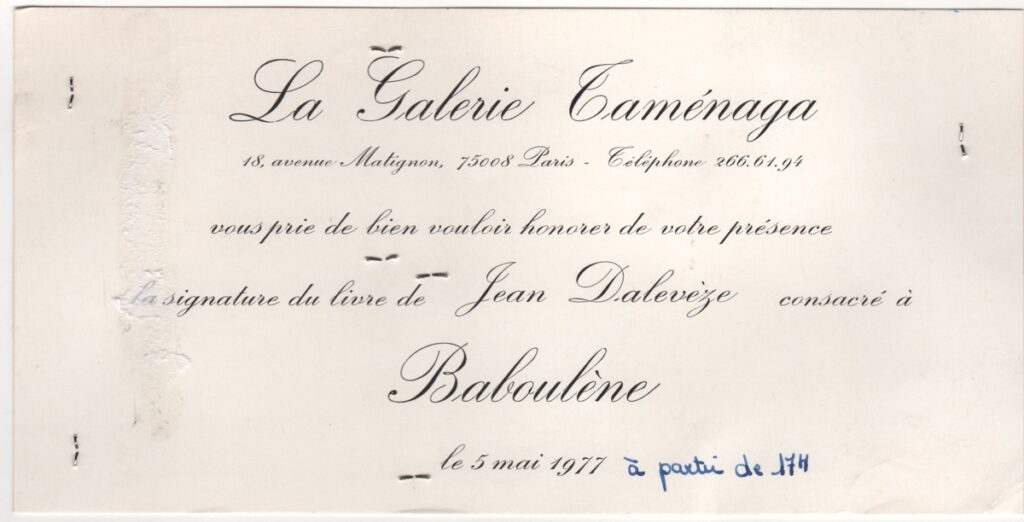 La Galerie Taménaga
18, avenue Matignon, 75008 Paris - Téléphone 266.61.94
vous prie de bien vouloir honorer de votre présence
la signature du livre de Jean Dalevèze consacré à
Baboulène
le 5 mai 1977 à partir de 17H